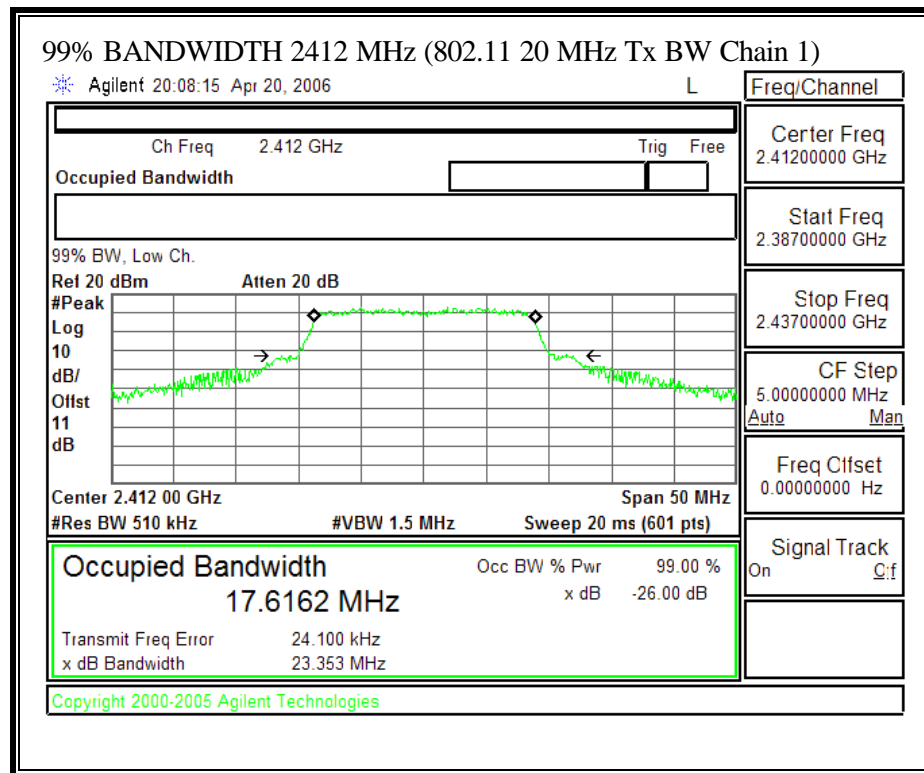 99% BANDWIDTH 2412 MHz (802.11 20 MHz Tx BW Chain 1)
Agilent 20:08:15 Apr 20, 2006 L
Freq/Channel
Ch Freq 2.412 GHz Trig Free
Occupied Bandwidth
Center Freq
2.41200000 GHz
Start Freq
2.38700000 GHz
Stop Freq
2.43700000 GHz
CF Step
5.00000000 MHz
Auto Man
Freq Offset
0.00000000 Hz
Signal Track
On Off
99% BW, Low Ch.
Ref 20 dBm Atten 20 dB
#Peak
Log
10
dB/
Offst
11
dB
Center 2.412 00 GHz Span 50 MHz
#Res BW 510 kHz #VBW 1.5 MHz Sweep 20 ms (601 pts)
Occupied Bandwidth
17.6162 MHz
Occ BW % Pwr 99.00 %
x dB -26.00 dB
Transmit Freq Error 24.100 kHz
x dB Bandwidth 23.353 MHz
Copyright 2000-2005 Agilent Technologies